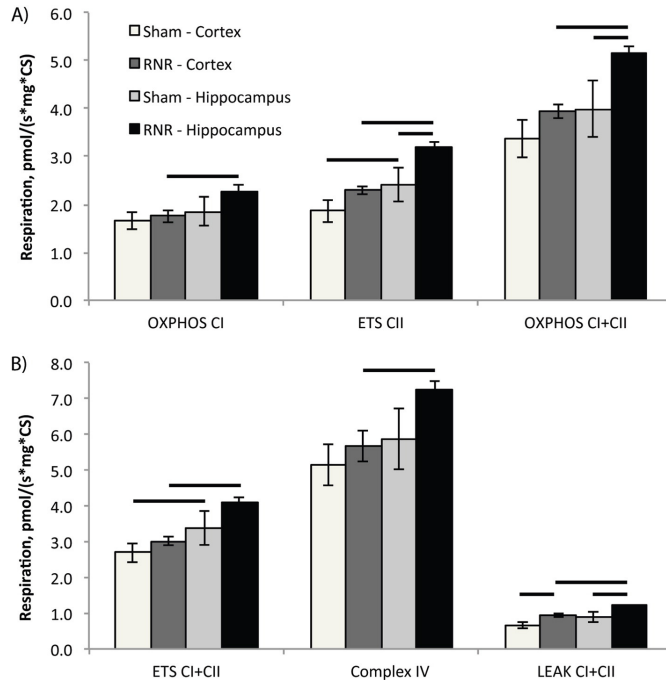 A)
Respiration, pmol/(s*mg*CS)
6.0
5.0
4.0
3.0
2.0
1.0
0.0
Sham - Cortex
RNR - Cortex
Sham - Hippocampus
RNR - Hippocampus
OXPHOS CI
ETS CII
OXPHOS CI+CII
B)
Respiration, pmol/(s*mg*CS)
8.0
7.0
6.0
5.0
4.0
3.0
2.0
1.0
0.0
ETS CI+CII
Complex IV
LEAK CI+CII